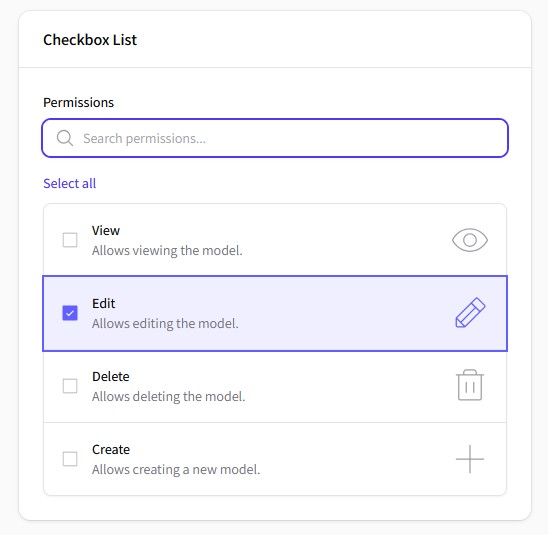 Checkbox List
Permissions
Search permissions...
Select all
View
Allows viewing the model.
Edit
Allows editing the model.
Delete
Allows deleting the model.
Create
Allows creating a new model.